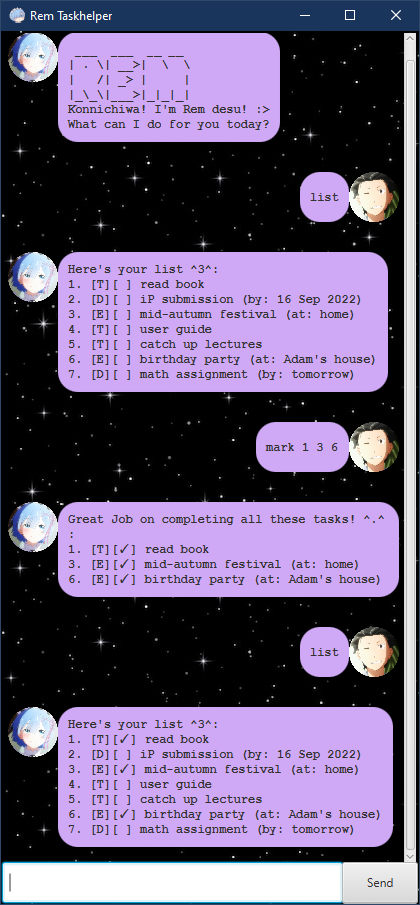 Rem Taskhelper
 ___  ___  __ __
| . \| __>|  \  \
|   /| _> |     |
|_\_\|___>|_|_|_|
Konnichiwa! I'm Rem desu! :>
What can I do for you today?
list
Here's your list ^3^:
1. [T][ ] read book
2. [D][ ] iP submission (by: 16 Sep 2022)
3. [E][ ] mid-autumn festival (at: home)
4. [T][ ] user guide
5. [T][ ] catch up lectures
6. [E][ ] birthday party (at: Adam's house)
7. [D][ ] math assignment (by: tomorrow)
mark 1 3 6
Great Job on completing all these tasks! ^.^
:
1. [T][✓] read book
3. [E][✓] mid-autumn festival (at: home)
6. [E][✓] birthday party (at: Adam's house)
list
Here's your list ^3^:
1. [T][✓] read book
2. [D][ ] iP submission (by: 16 Sep 2022)
3. [E][✓] mid-autumn festival (at: home)
4. [T][ ] user guide
5. [T][ ] catch up lectures
6. [E][✓] birthday party (at: Adam's house)
7. [D][ ] math assignment (by: tomorrow)
Send